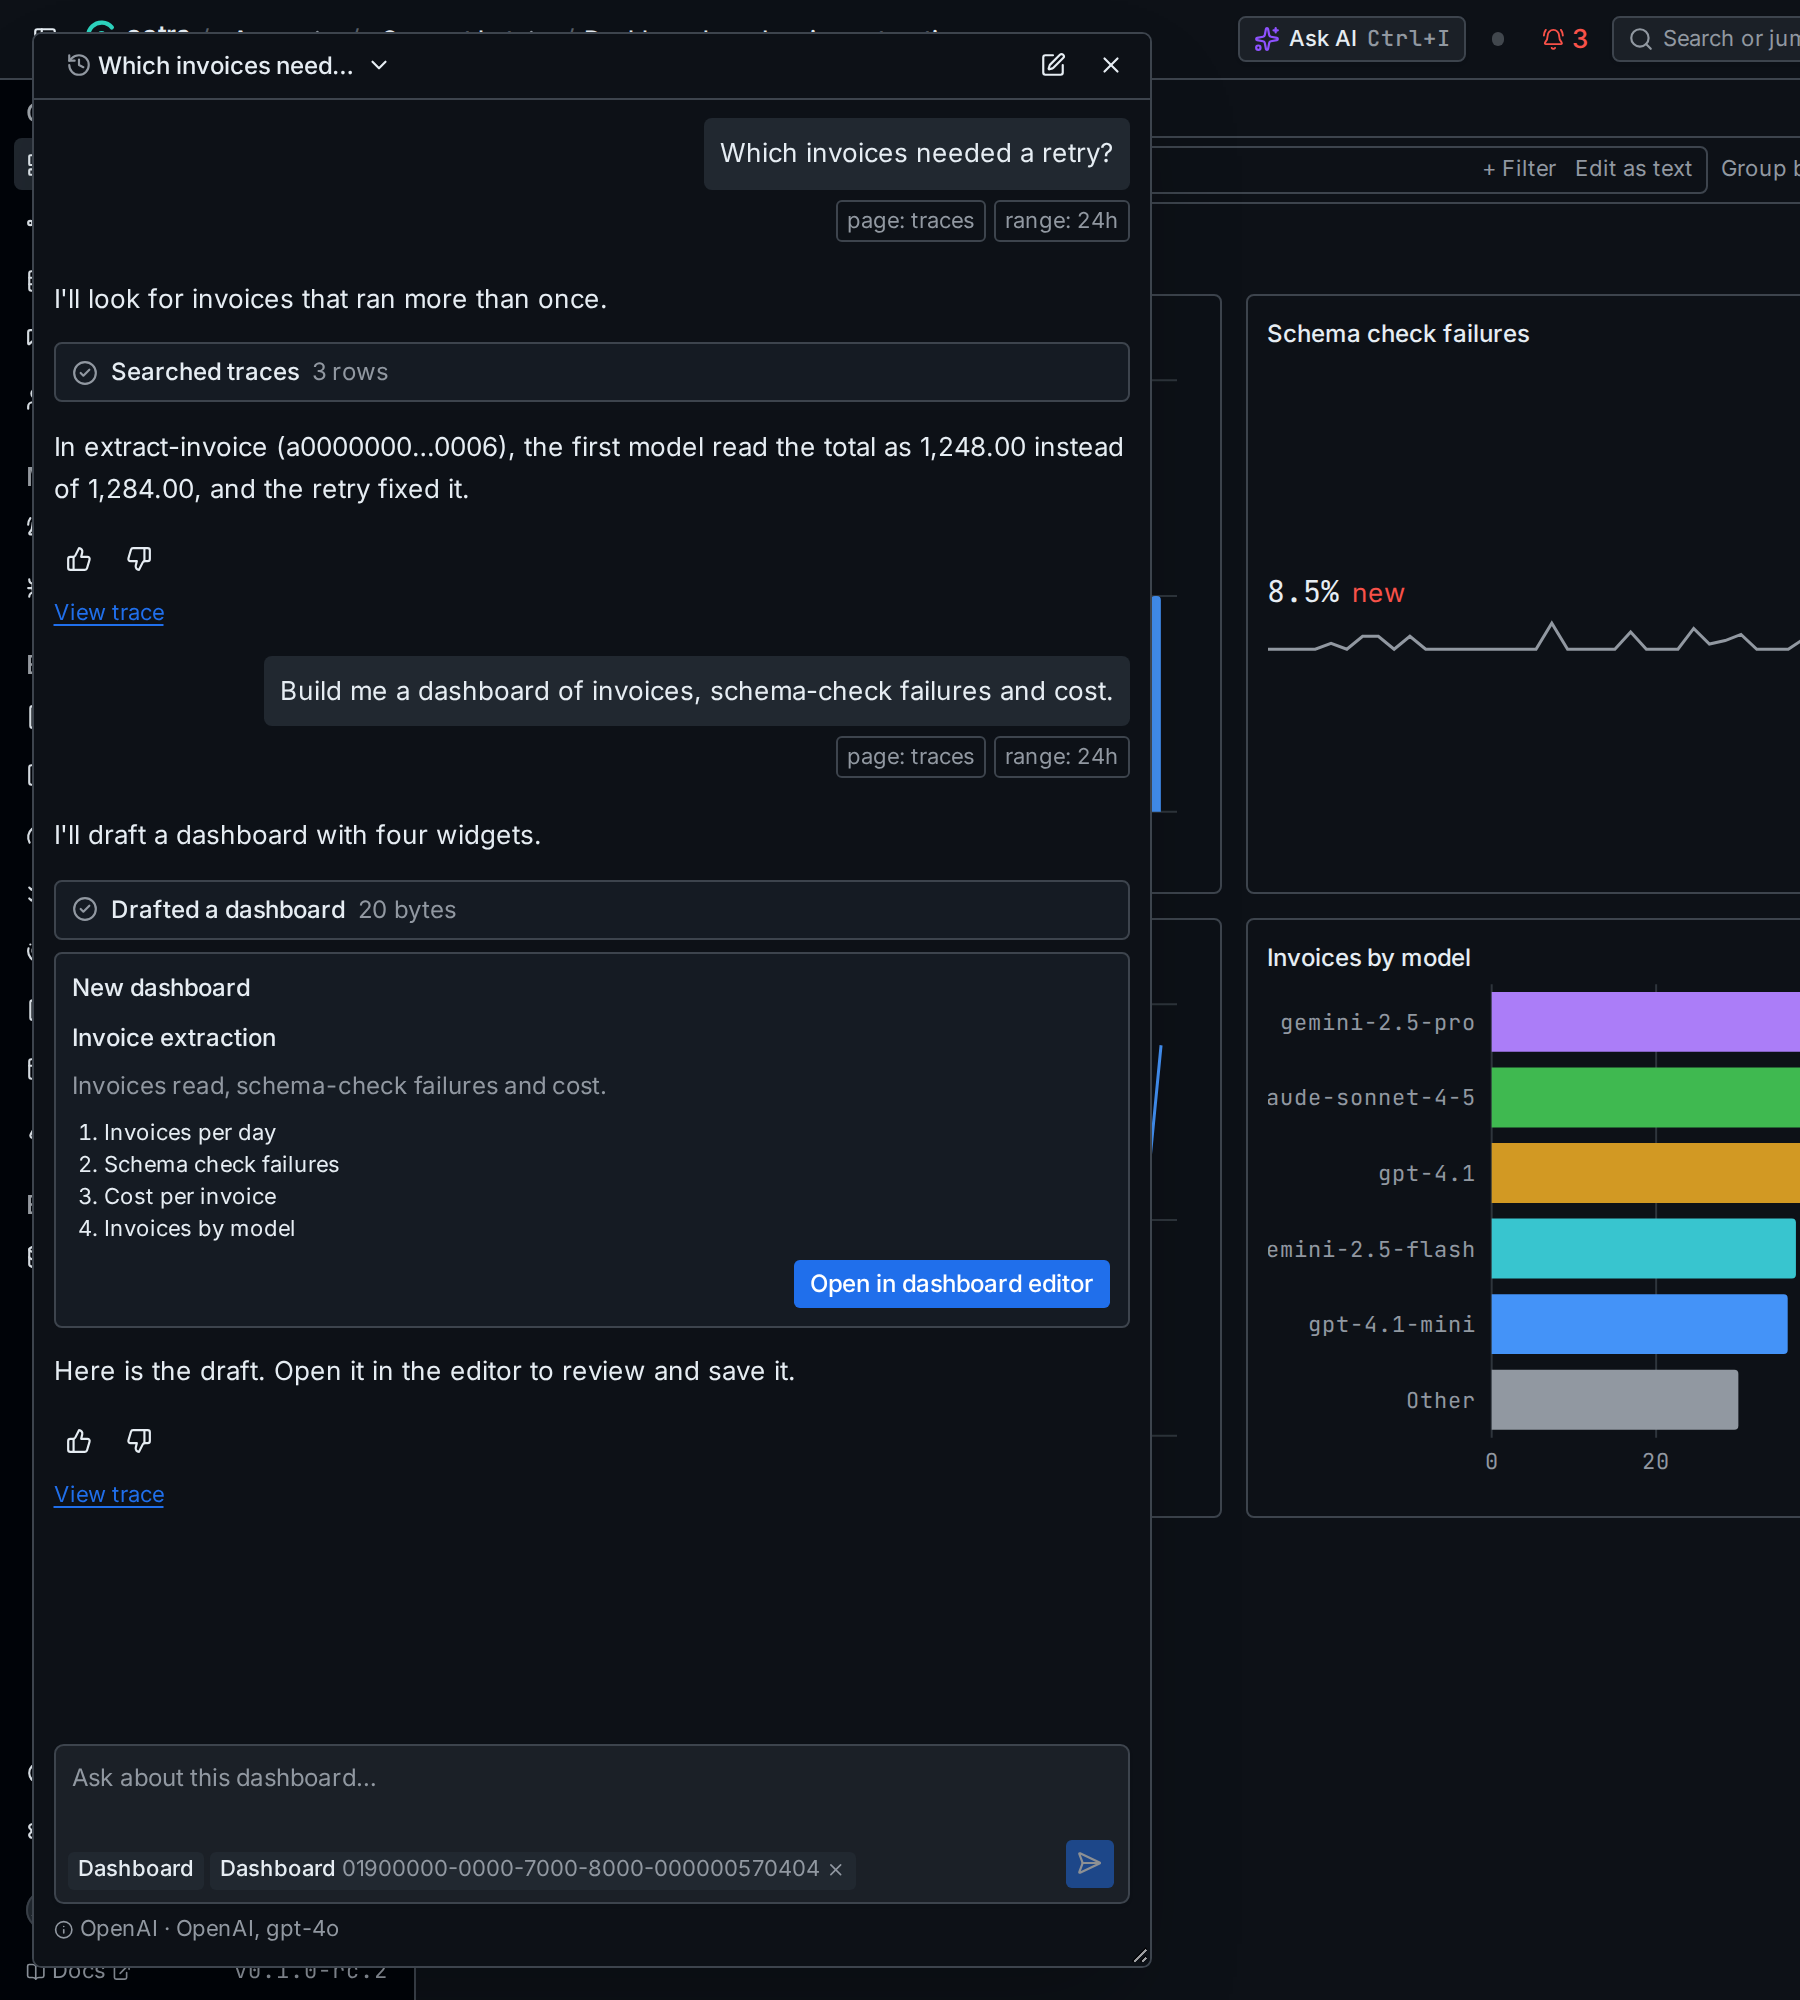 Ask AI Ctrl+I
3
Search or jum
Which invoices need...
Which invoices needed a retry?
page: traces
range: 24h
+ Filter
Edit as text
Group b
I'll look for invoices that ran more than once.
Searched traces 3 rows
In extract-invoice (a0000000...0006), the first model read the total as 1,248.00 instead
of 1,284.00, and the retry fixed it.
View trace
Build me a dashboard of invoices, schema-check failures and cost.
page: traces
range: 24h
I'll draft a dashboard with four widgets.
Drafted a dashboard 20 bytes
New dashboard
Invoice extraction
Invoices read, schema-check failures and cost.
1. Invoices per day
2. Schema check failures
3. Cost per invoice
4. Invoices by model
Open in dashboard editor
Here is the draft. Open it in the editor to review and save it.
View trace
Ask about this dashboard...
Dashboard
Dashboard 01900000-0000-7000-8000-000000570404
OpenAI · OpenAI, gpt-4o
Docs
v0.1.0-rc.2
Schema check failures
8.5% new
Invoices by model
gemini-2.5-pro
aude-sonnet-4-5
gpt-4.1
emini-2.5-flash
gpt-4.1-mini
Other
0
20